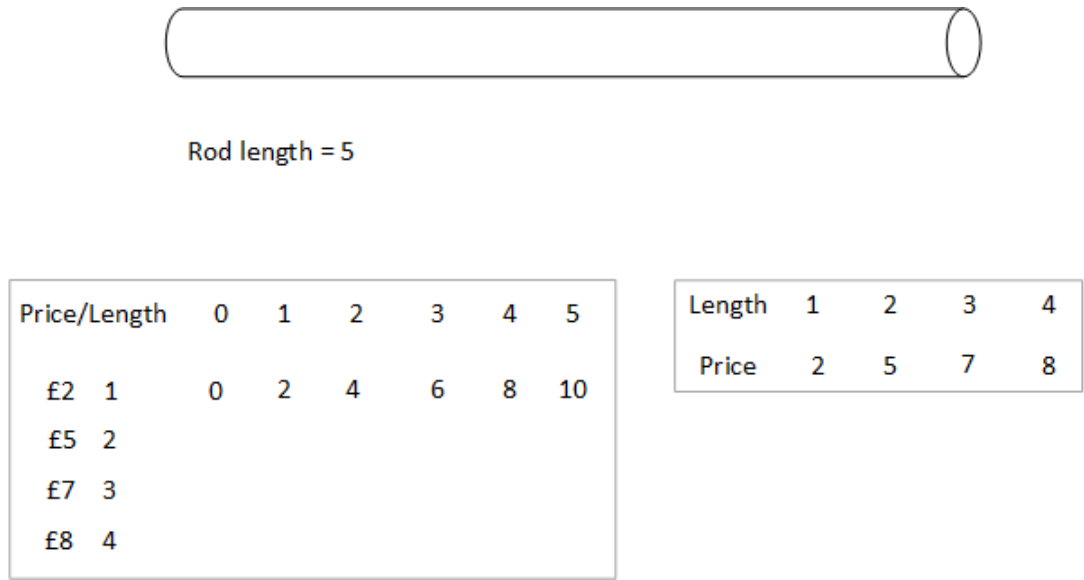 Rod length = 5
Price/Length 0 1 2 3 4 5
£2 1 0 2 4 6 8 10
£5 2
£7 3
£8 4
Length 1 2 3 4
Price 2 5 7 8